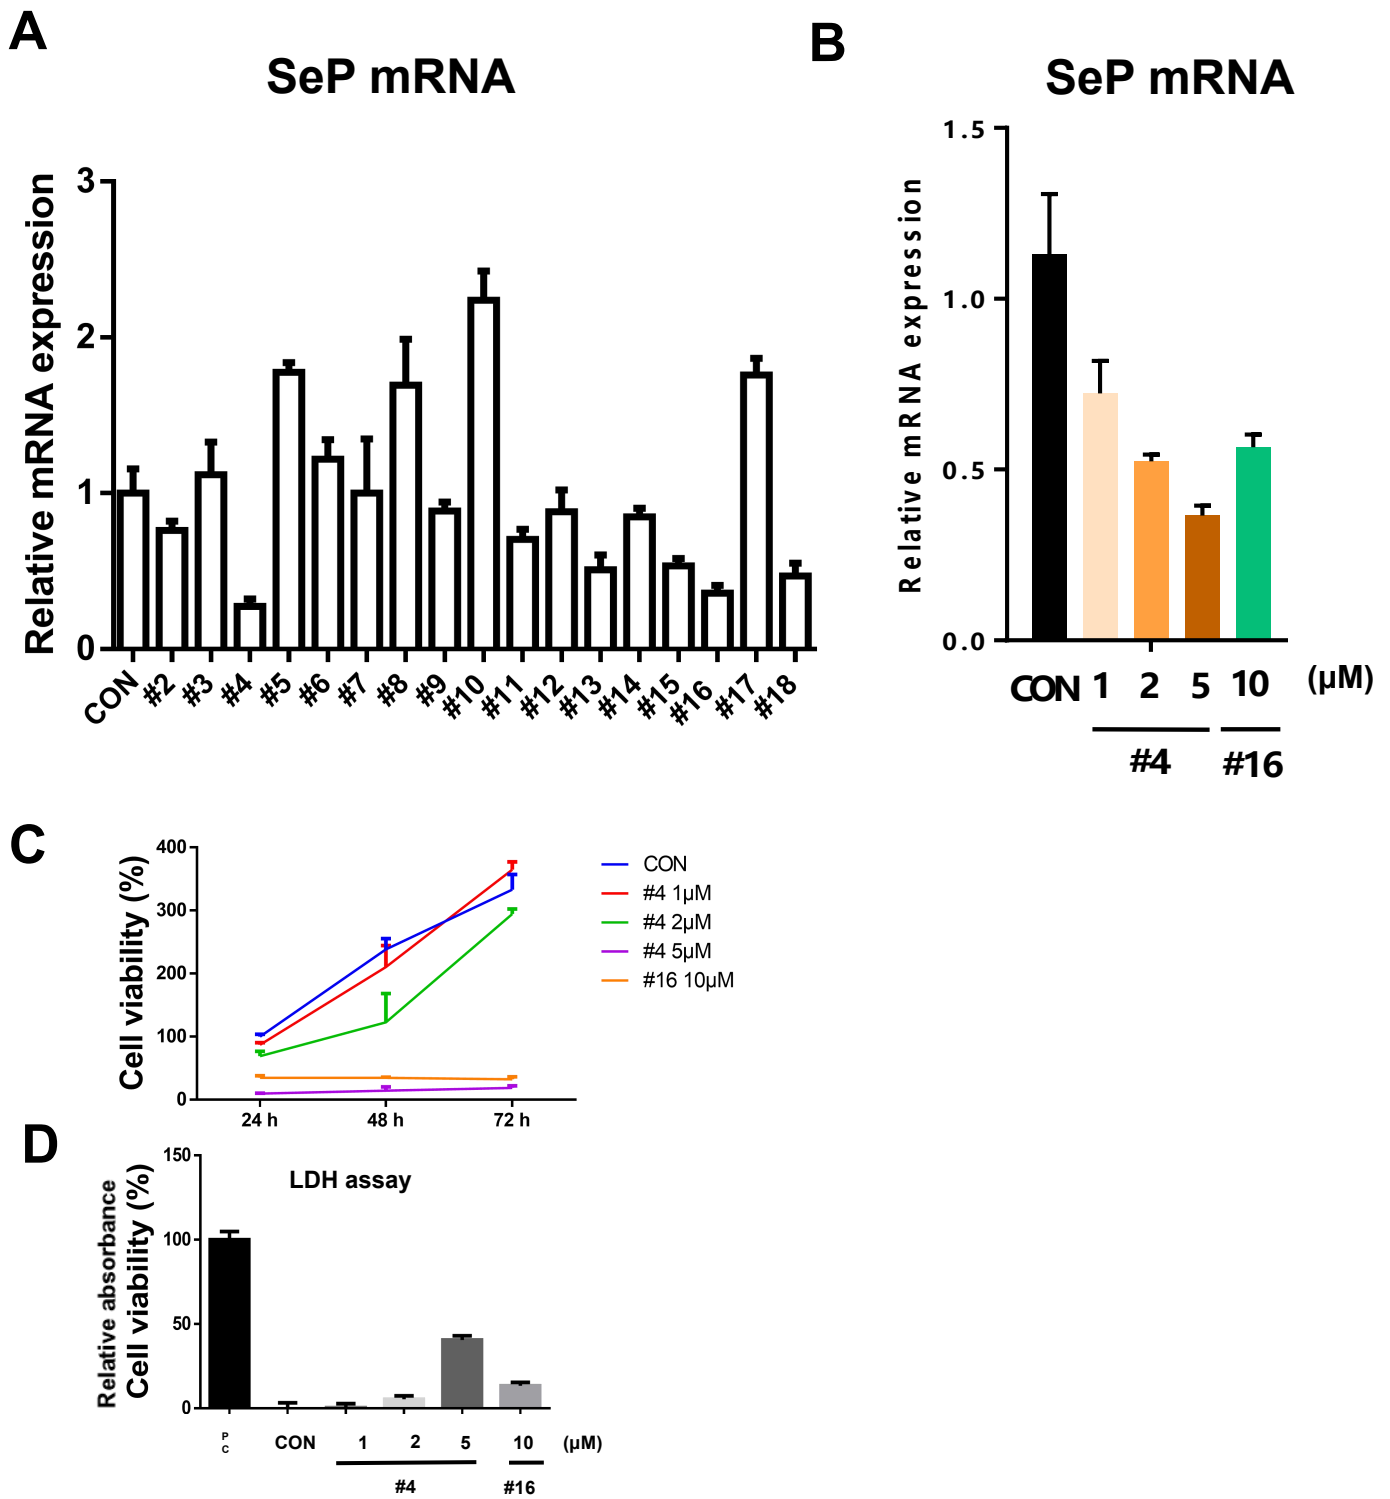 A
SeP mRNA
Relative mRNA expression
3
2
1
0
CON #2 #3 #4 #5 #6 #7 #8 #9 #10 #11 #12 #13 #14 #15 #16 #17 #18
B
SeP mRNA
Relative mRNA expression
1.5
1.0
0.5
0.0
CON 1 2 5 10 (μM)
#4 #16
C
Cell viability (%)
400
300
200
100
0
24 h 48 h 72 h
CON
#4 1μM
#4 2μM
#4 5μM
#16 10μM
D
LDH assay
Relative absorbance
Cell viability (%)
150
100
50
0
P
C
CON 1 2 5 10 (μM)
#4 #16